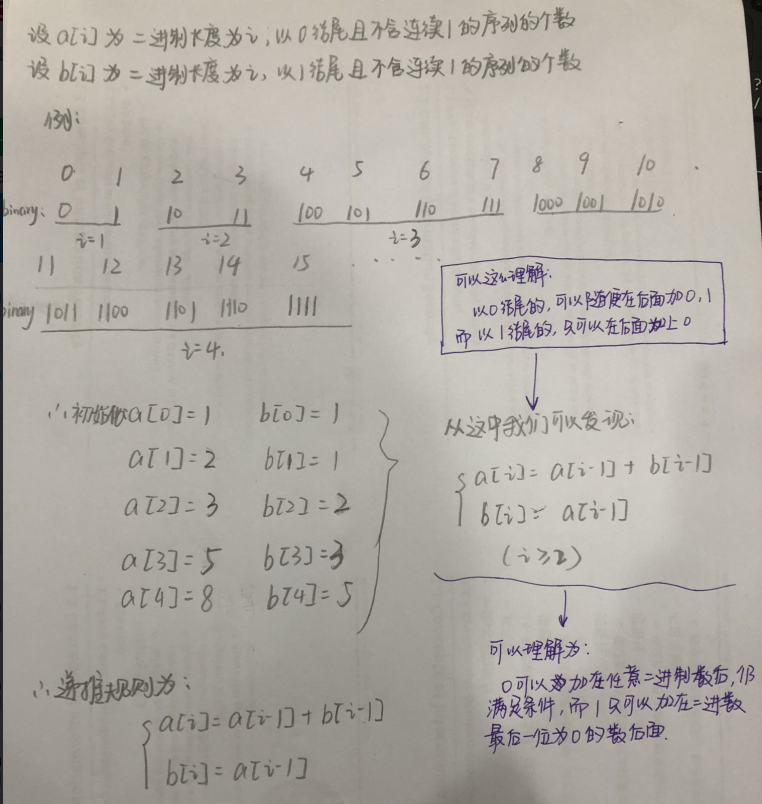 设a[i]为二进制长度为i,以0结尾且不含连续1的序列的个数
设b[i]为二进制长度为i,以1结尾且不含连续1的序列的个数
例:
0 1 2 3 4 5 6 7 8 9 10 .
binary: 0 1 10 11 100 101 110 111 1000 1001 1010
i=1 i=2 i=3
11 12 13 14 15 ......
binary 1011 1100 1101 1110 1111
i=4.
可以这么理解:
以0结尾的,可以随便在后面加0,1
而以1结尾的,只可以在后面加上0
∴初始化a[0]=1 b[0]=1
a[1]=2 b[1]=1
a[2]=3 b[2]=2
a[3]=5 b[3]=3
a[4]=8 b[4]=5
从这中我们可以发现:
a[i]=a[i-1]+b[i-1]
b[i]=a[i-1]
(i≥2)
可以理解为:
0可以加在任意二进制数后,仍
满足条件,而1只可以加在二进数
最后一位为0的数后面.
∴递推规则为:
a[i]=a[i-1]+b[i-1]
b[i]=a[i-1]